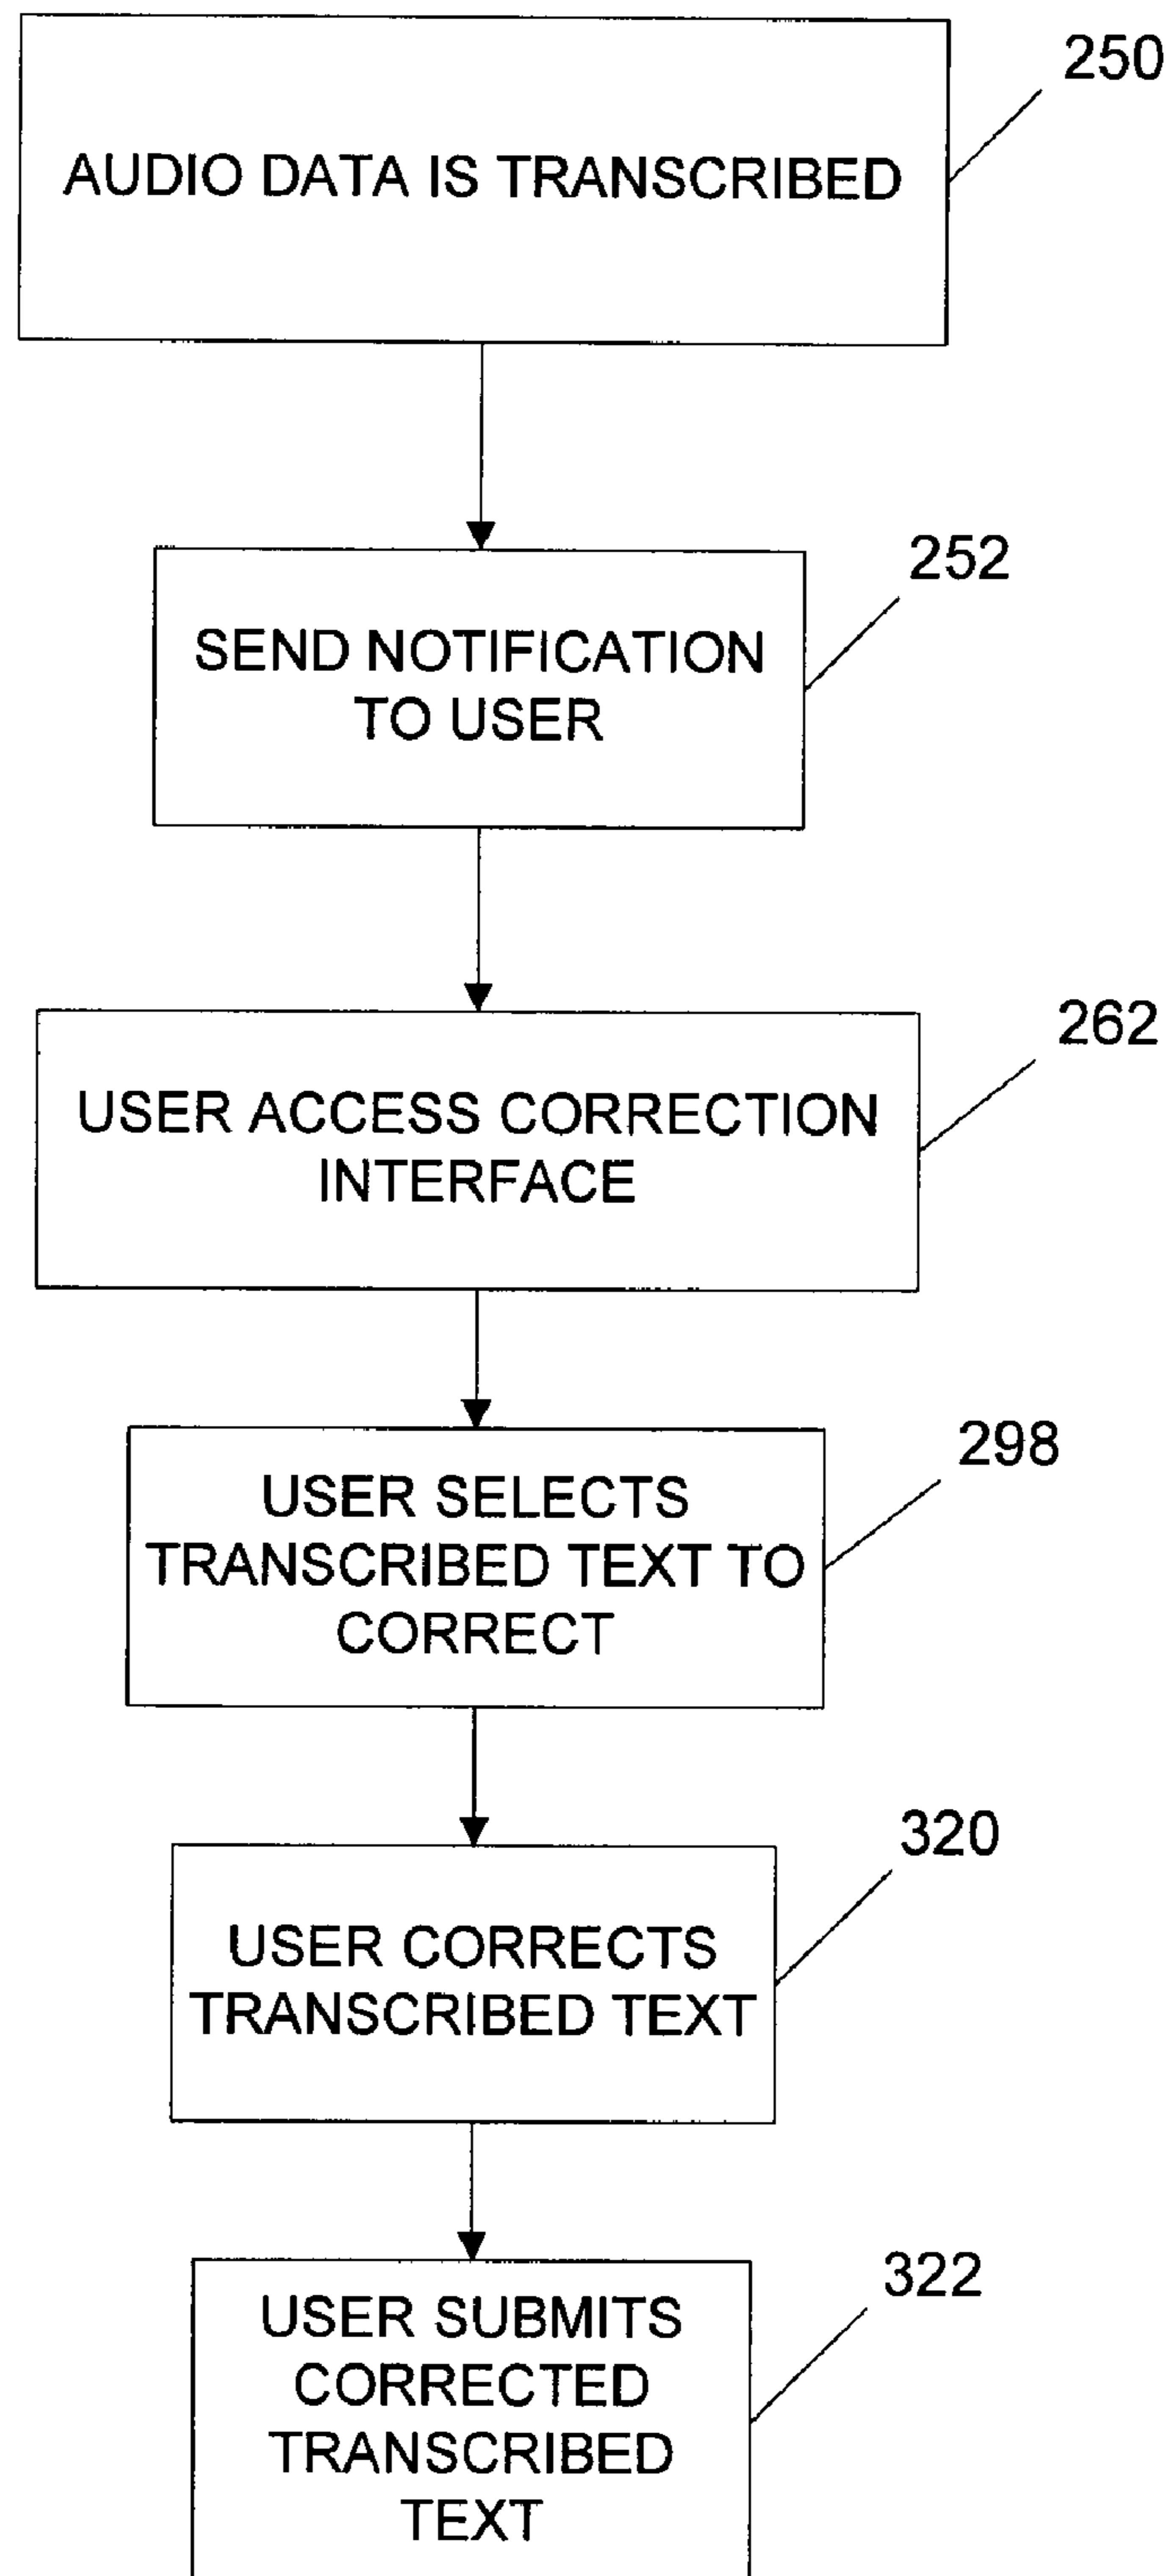 250
AUDIO DATA IS TRANSCRIBED
252
SEND NOTIFICATION
TO USER
262
USER ACCESS CORRECTION
INTERFACE
298
USER SELECTS
TRANSCRIBED TEXT TO
CORRECT
320
USER CORRECTS
TRANSCRIBED TEXT
322
USER SUBMITS
CORRECTED
TRANSCRIBED
TEXT